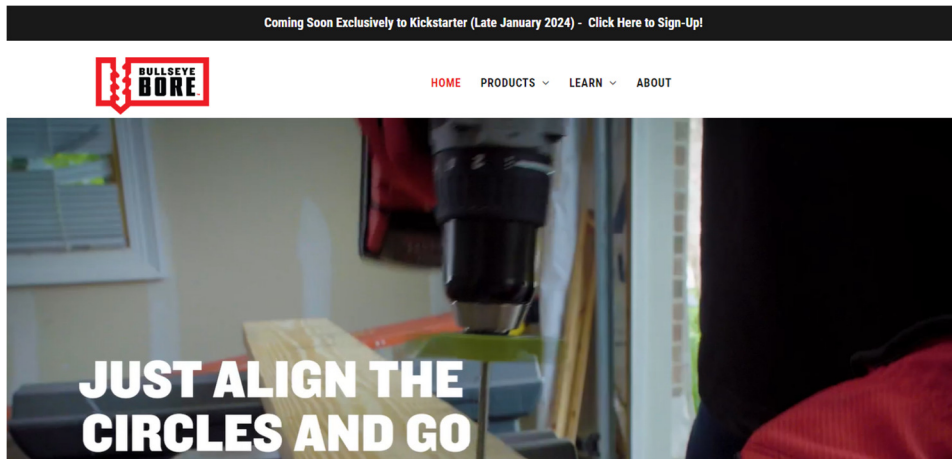 Coming Soon Exclusively to Kickstarter (Late January 2024) - Click Here to Sign-Up!
BULLSEYE
BORE
HOME PRODUCTS LEARN ABOUT
JUST ALIGN THE
CIRCLES AND GO